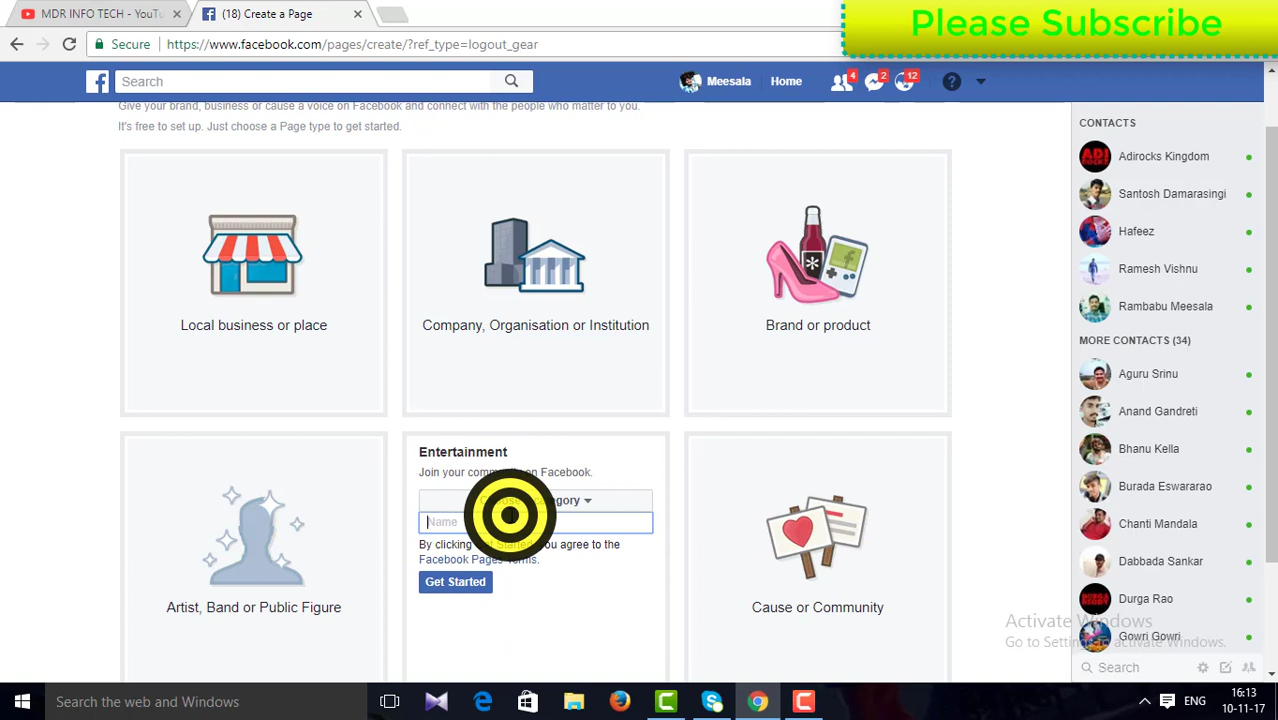 MDR INFO TECH - YouTu
(18) Create a Page
Please Subscribe
Secure
https://www.facebook.com/pages/create/?ref_type=logout_gear
Search
Meesala
Home
4
2
12
Give your brand, business or cause a voice on Facebook and connect with the people who matter to you.
It's free to set up. Just choose a Page type to get started.
Local business or place
Company, Organisation or Institution
Brand or product
Artist, Band or Public Figure
Entertainment
Join your community on Facebook.
Name
By clicking Get Started, you agree to the
Facebook Pages Terms.
Get Started
Cause or Community
CONTACTS
Adirocks Kingdom
Santosh Damarasingi
Hafeez
Ramesh Vishnu
Rambabu Meesala
MORE CONTACTS (34)
Aguru Srinu
Anand Gandreti
Bhanu Kella
Burada Eswararao
Chanti Mandala
Dabbada Sankar
Durga Rao
Gowri Gowri
Search
Activate Windows
Go to Settings to activate Windows.
Search the web and Windows
ENG
16:13
10-11-17